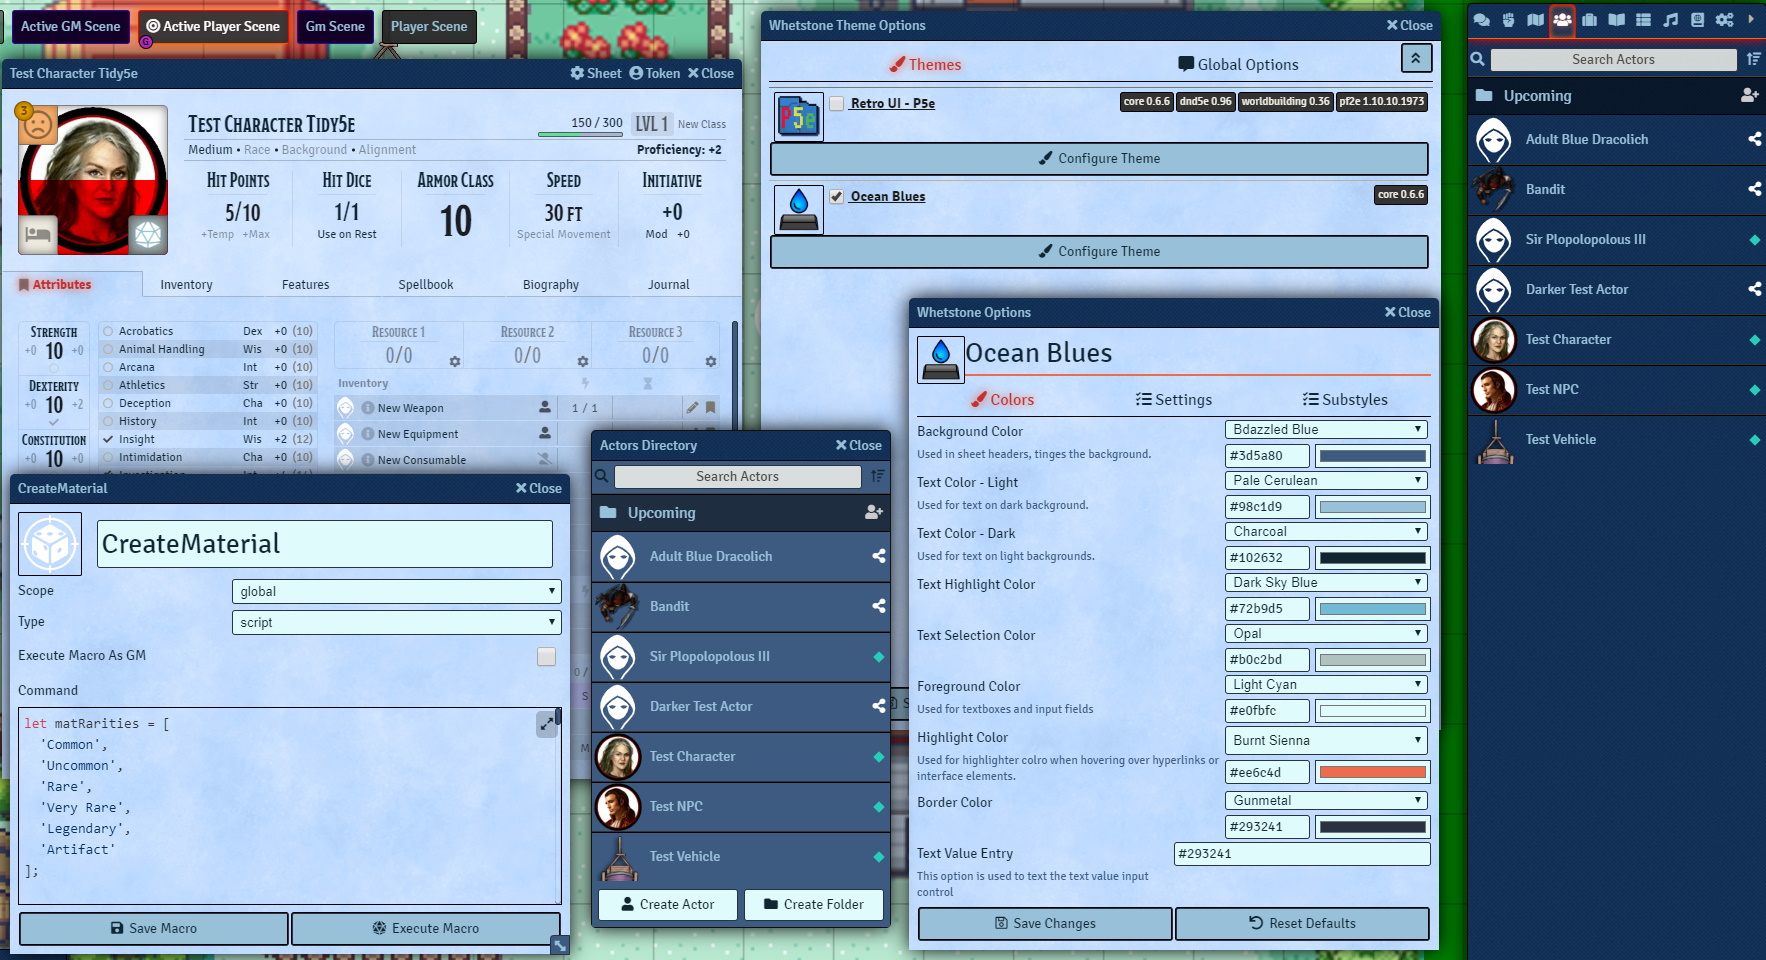 Active GM Scene
Active Player Scene
G
Gm Scene
Player Scene
Test Character Tidy5e
Sheet
Token
Close
3
Test Character Tidy5e
150 / 300
LVL 1
New Class
Medium • Race • Background • Alignment
Proficiency: +2
Hit Points
Hit Dice
Armor Class
Speed
Initiative
5/10
1/1
10
30 ft
+0
+Temp +Max
Use on Rest
Special Movement
Mod +0
Attributes
Inventory
Features
Spellbook
Biography
Journal
Strength
+0 10 +0
Dexterity
+0 10 +2
Constitution
+0 10 +0
Acrobatics Dex +0 (10)
Animal Handling Wis +0 (10)
Arcana Int +0 (10)
Athletics Str +0 (10)
Deception Cha +0 (10)
History Int +0 (10)
Insight Wis +2 (12)
Intimidation Cha +0 (10)
Resource 1
Resource 2
Resource 3
0/0
0/0
0/0
Inventory
New Weapon
1 / 1
New Equipment
New Consumable
CreateMaterial
Close
CreateMaterial
Scope
global
Type
script
Execute Macro As GM
Command
let matRarities = [
'Common',
'Uncommon',
'Rare',
'Very Rare',
'Legendary',
'Artifact'
];
Save Macro
Execute Macro
Actors Directory
Close
Search Actors
Upcoming
Adult Blue Dracolich
Bandit
Sir Plopolopolous III
Darker Test Actor
Test Character
Test NPC
Test Vehicle
Create Actor
Create Folder
Whetstone Theme Options
Close
Themes
Global Options
P5e
Retro UI - P5e
core 0.6.6
dnd5e 0.96
worldbuilding 0.36
pf2e 1.10.10.1973
Configure Theme
Ocean Blues
core 0.6.6
Configure Theme
Whetstone Options
Close
Ocean Blues
Colors
Settings
Substyles
Background Color
Bdazzled Blue
Used in sheet headers, tinges the background.
#3d5a80
Text Color - Light
Pale Cerulean
Used for text on dark background.
#98c1d9
Text Color - Dark
Charcoal
Used for text on light backgrounds.
#102632
Text Highlight Color
Dark Sky Blue
#72b9d5
Text Selection Color
Opal
#b0c2bd
Foreground Color
Light Cyan
Used for textboxes and input fields
#e0fbfc
Highlight Color
Burnt Sienna
Used for highlighter colro when hovering over hyperlinks or
interface elements.
#ee6c4d
Border Color
Gunmetal
#293241
Text Value Entry
#293241
This option is used to text the text value input
control
Save Changes
Reset Defaults
Search Actors
Upcoming
Adult Blue Dracolich
Bandit
Sir Plopolopolous III
Darker Test Actor
Test Character
Test NPC
Test Vehicle